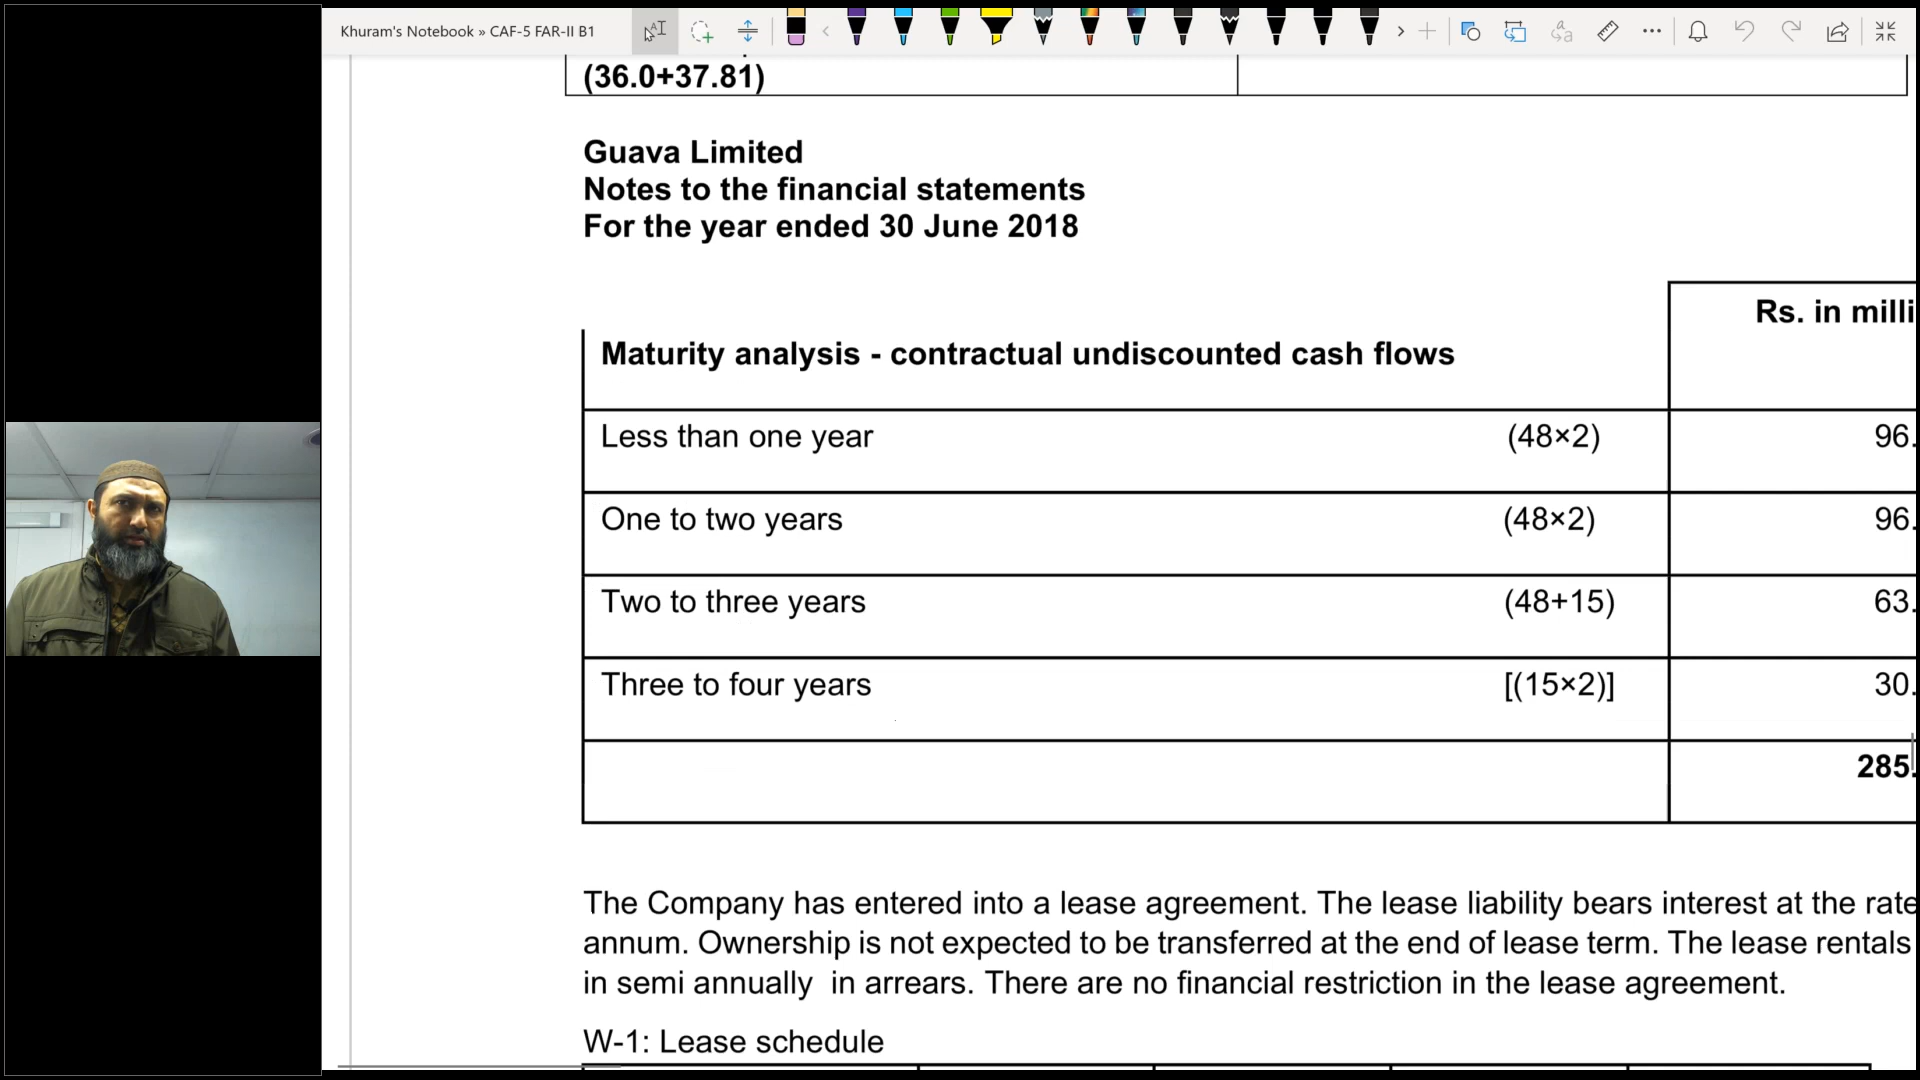 Khuram's Notebook » CAF-5 FAR-II B1
(36.0+37.81)
Guava Limited
Notes to the financial statements
For the year ended 30 June 2018
Rs. in milli
Maturity analysis - contractual undiscounted cash flows
Less than one year (48×2) 96.
One to two years (48×2) 96.
Two to three years (48+15) 63.
Three to four years [(15×2)] 30.
285.
The Company has entered into a lease agreement. The lease liability bears interest at the rate
annum. Ownership is not expected to be transferred at the end of lease term. The lease rentals
in semi annually in arrears. There are no financial restriction in the lease agreement.
W-1: Lease schedule